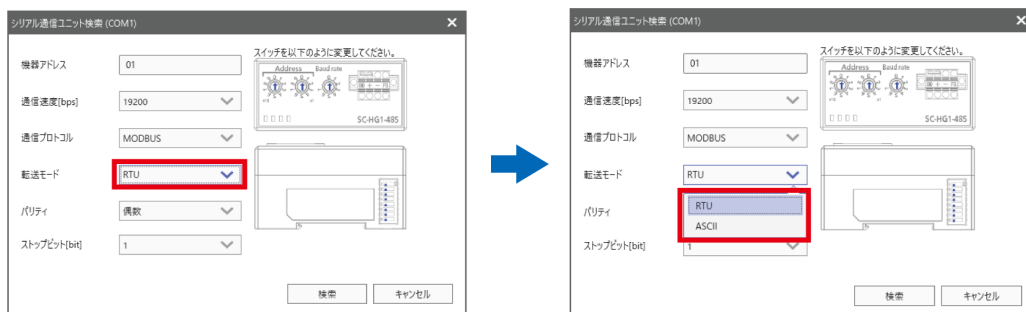 シリアル通信ユニット検索 (COM1)
スイッチを以下のように変更してください。
機器アドレス
01
Address
Baud rate
通信速度[bps]
19200
SC-HG1-485
通信プロトコル
MODBUS
転送モード
RTU
パリティ
偶数
ストップビット[bit]
1
検索
キャンセル
シリアル通信ユニット検索 (COM1)
スイッチを以下のように変更してください。
機器アドレス
01
Address
Baud rate
通信速度[bps]
19200
SC-HG1-485
通信プロトコル
MODBUS
転送モード
RTU
RTU
パリティ
ASCII
ストップビット[bit]
1
検索
キャンセル